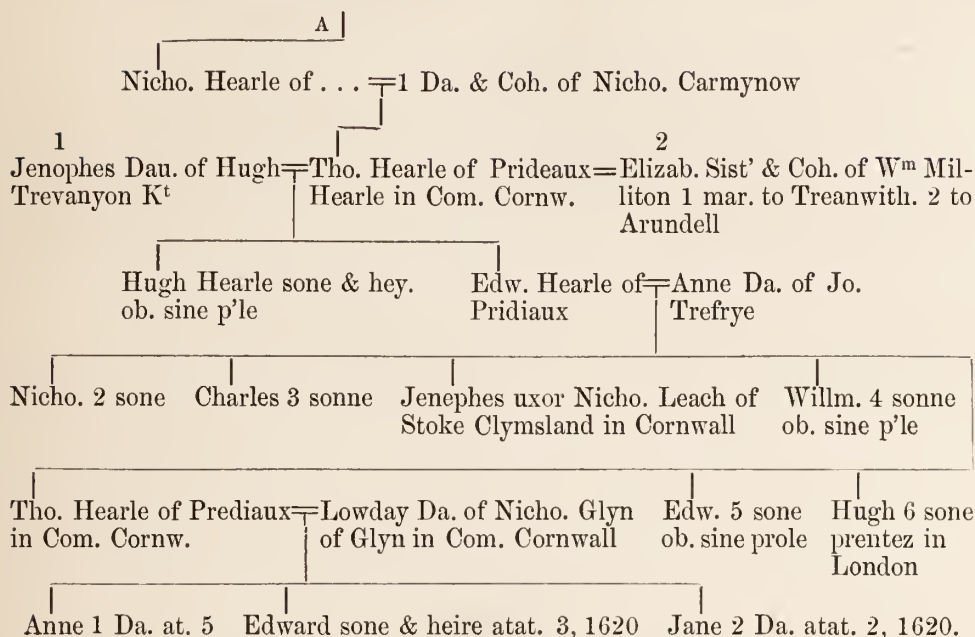 A
Nicho. Hearle of . . . 1 Da. & Coh. of Nicho. Carmynow
1 2
Jenophes Dau. of Hugh Tho. Hearle of Prideaux Elizab. Sist' & Coh. of Wm Mil-
Trevanyon Kt Hearle in Com. Cornw. liton 1 mar. to Treanwith. 2 to
Arundell
Hugh Hearle sone & hey. Edw. Hearle of Anne Da. of Jo.
ob. sine p'le Pridiaux Trefrye
Nicho. 2 sone Charles 3 sonne Jenephes uxor Nicho. Leach of Willm. 4 sonne
Stoke Clymsland in Cornwall ob. sine p'le
Tho. Hearle of Prediaux Lowday Da. of Nicho. Glyn Edw. 5 sone Hugh 6 sone
in Com. Cornw. of Glyn in Com. Cornwall ob. sine prole prentez in
London
Anne 1 Da. at. 5 Edward sone & heire atat. 3, 1620 Jane 2 Da. atat. 2, 1620.